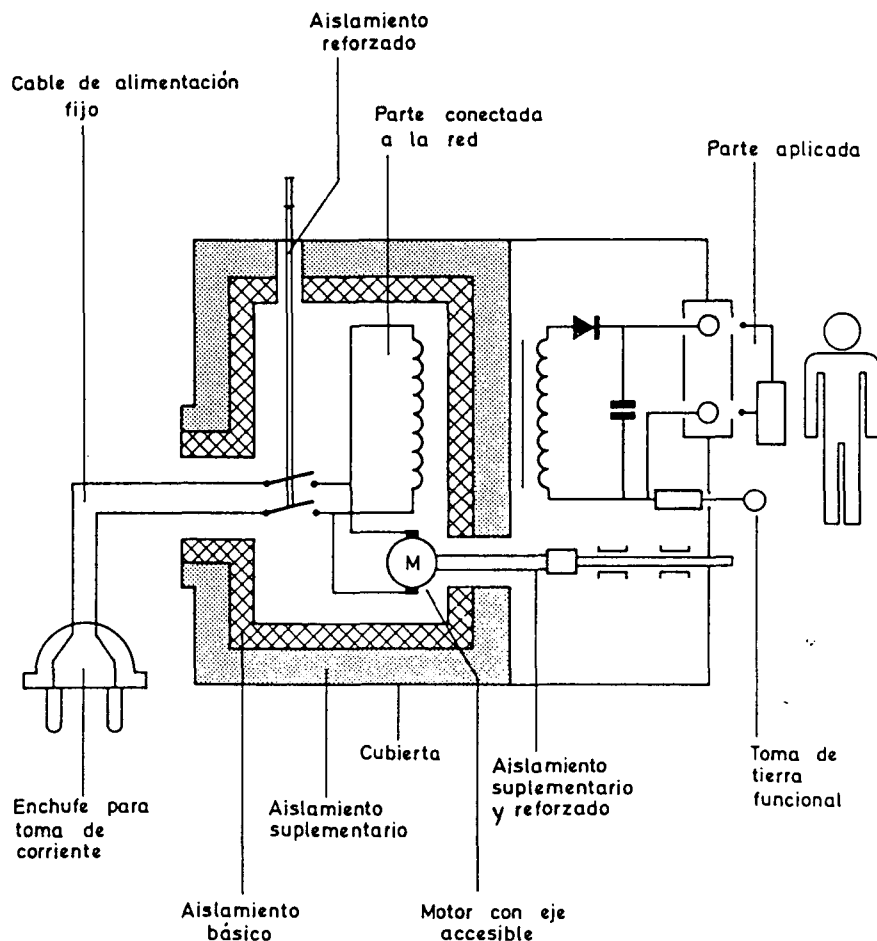 Aislamiento
reforzado
Cable de alimentación
fijo
Parte conectada
a la red
Parte aplicada
M
Cubierta
Aislamiento
suplementario
y reforzado
Toma de
tierra
funcional
Enchufe para
toma de
corriente
Aislamiento
suplementario
Aislamiento
básico
Motor con eje
accesible